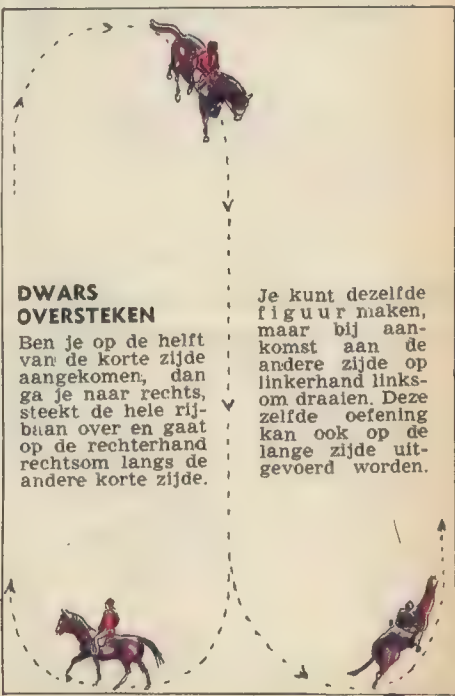 DWARS
OVERSTEKEN
Ben je op de helft
van de korte zijde
aangekomen, dan
ga je naar rechts,
steekt de hele rij-
baan over en gaat
op de rechterhand
rechtsom langs de
andere korte zijde.
Je kunt dezelfde
figuur maken,
maar bij aan-
komst aan de
andere zijde op
linkerhand links-
om draaien. Deze
zelfde oefening
kan ook op de
lange zijde uit-
gevoerd worden.